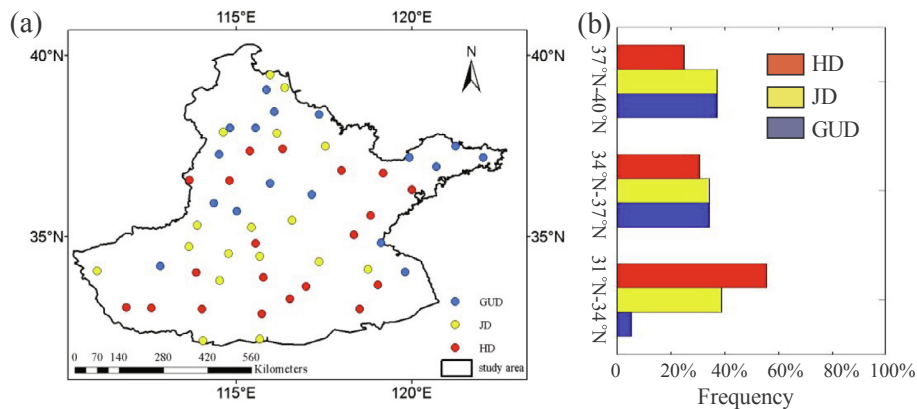 (a)
115°E
120°E
40°N
40°N
N
35°N
35°N
GUD
JD
HD
study area
0 70 140 280 420 560
Kilometers
115°E
120°E
(b)
37°N-40°N
34°N-37°N
31°N-34°N
HD
JD
GUD
0 20% 40% 60% 80% 100%
Frequency